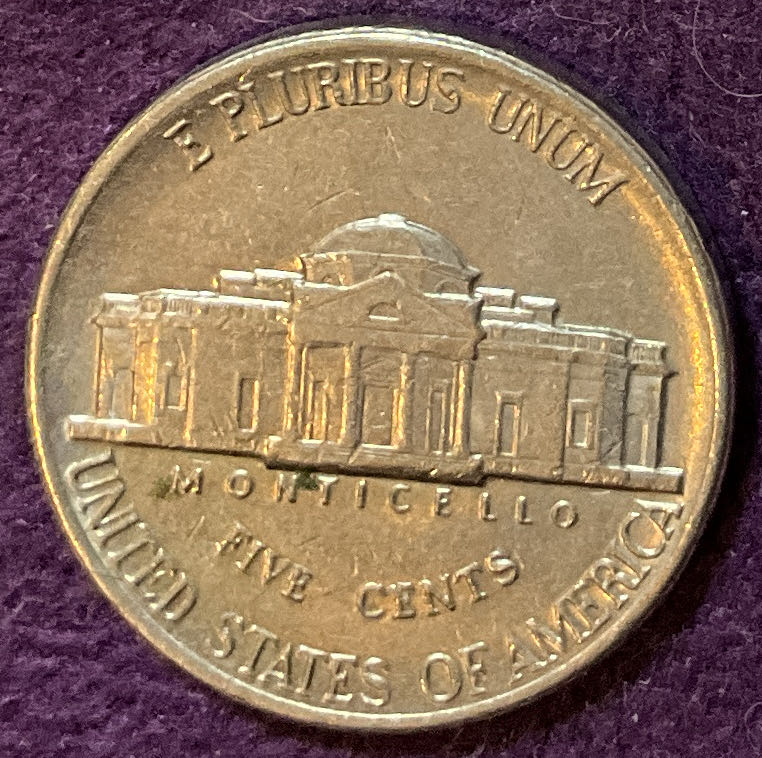 E PLURIBUS UNUM
MONTICELLO
FIVE CENTS
UNITED STATES OF AMERICA